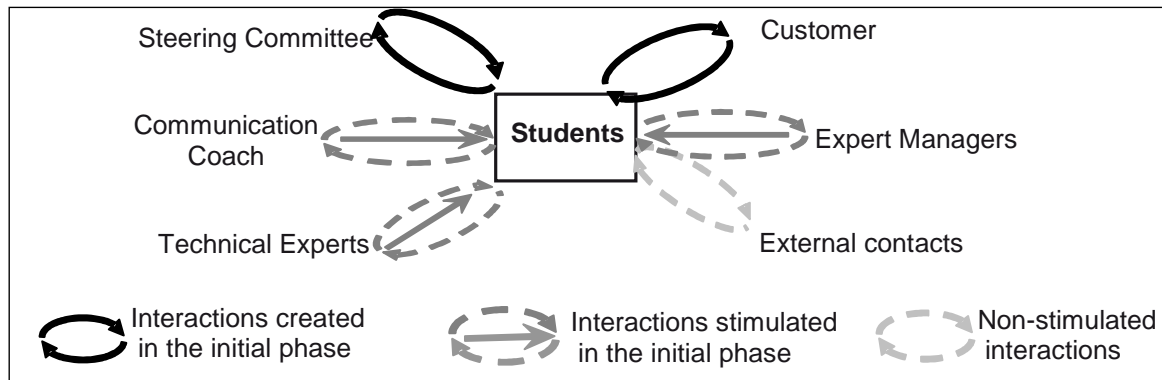 Steering Committee
Customer
Communication
Coach
Students
Expert Managers
Technical Experts
External contacts
Interactions created
in the initial phase
Interactions stimulated
in the initial phase
Non-stimulated
interactions